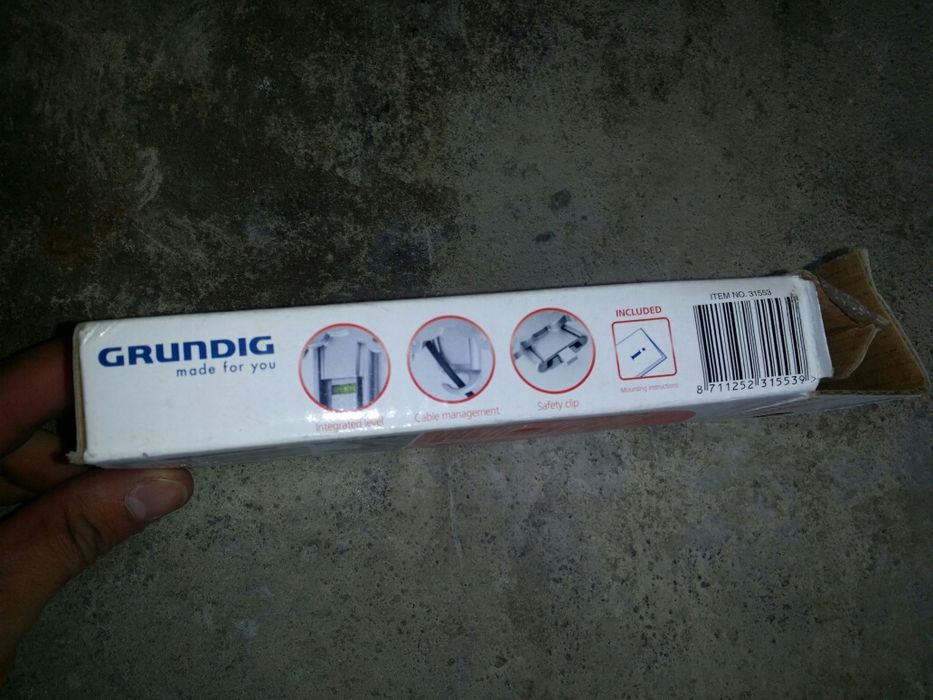 GRUNDIG
made for you
Integrated level
Cable management
Safety clip
INCLUDED
Mounting instructions
ITEM NO. 31553
8 711252 315539 >